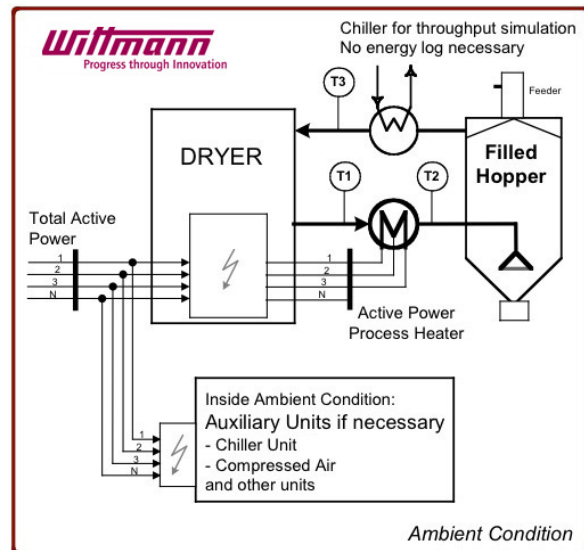 Wittmann
Progress through Innovation
Chiller for throughput simulation
No energy log necessary
T3
Feeder
DRYER
Filled
Hopper
T1
T2
Total Active
Power
1
2
3
N
1
2
3
N
Active Power
Process Heater
Inside Ambient Condition:
Auxiliary Units if necessary
- Chiller Unit
- Compressed Air
and other units
1
2
3
N
Ambient Condition